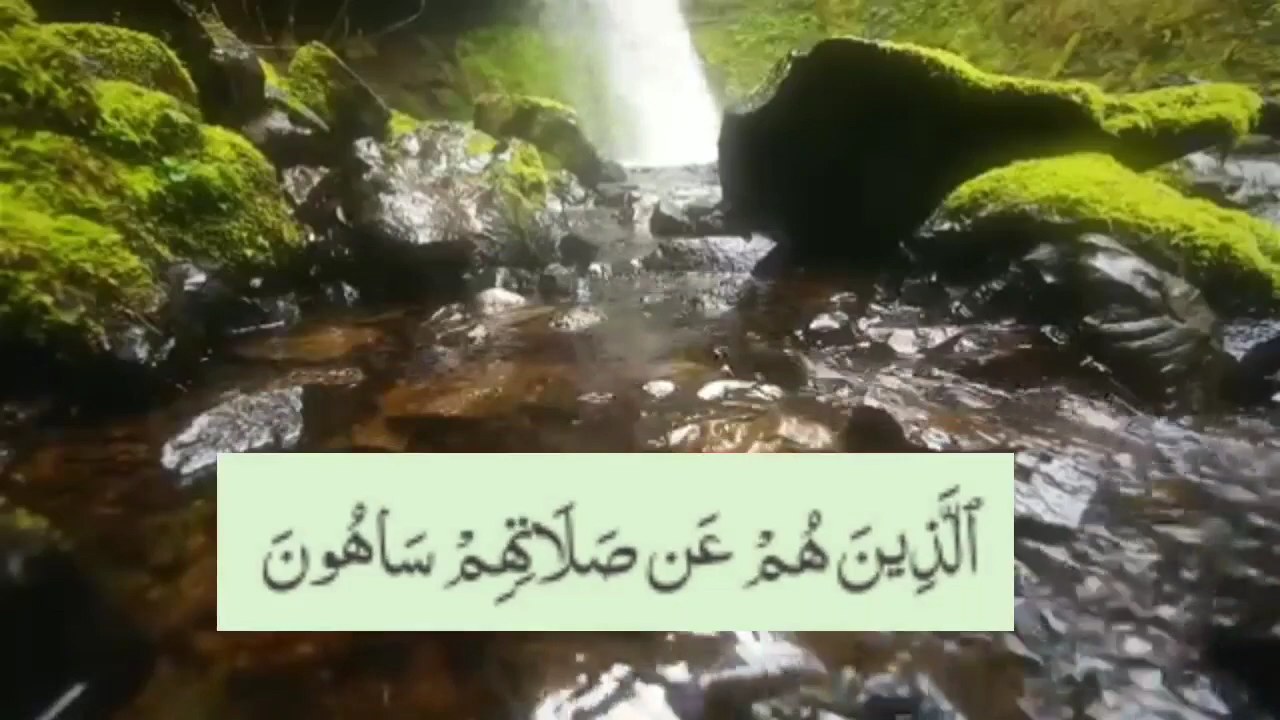 ٱلَّذِينَ هُمْ عَن صَلَاتِهِمْ سَاهُونَ